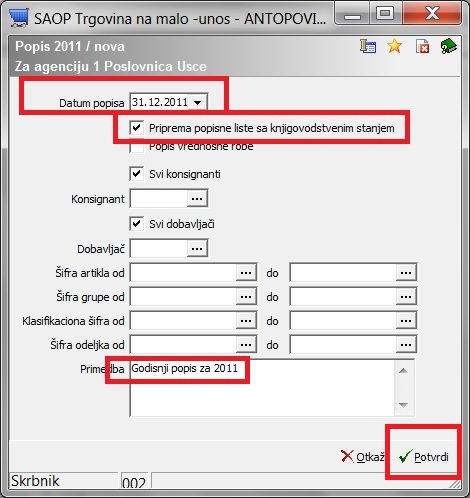 SAOP Trgovina na malo -unos - ANTOPOVI...
Popis 2011 / nova
Za agenciju 1 Poslovnica Usce
Datum popisa 31.12.2011
Priprema popisne liste sa knjigovodstvenim stanjem
Popis vrednosne robe
Svi konsignanti
Konsignant ...
Svi dobavljači
Dobavljač ...
Šifra artikla od ... do ...
Šifra grupe od ... do ...
Klasifikaciona šifra od ... do ...
Šifra odeljka od ... do ...
Primedba Godisnji popis za 2011
Otkaži Potvrdi
Skrbnik 002